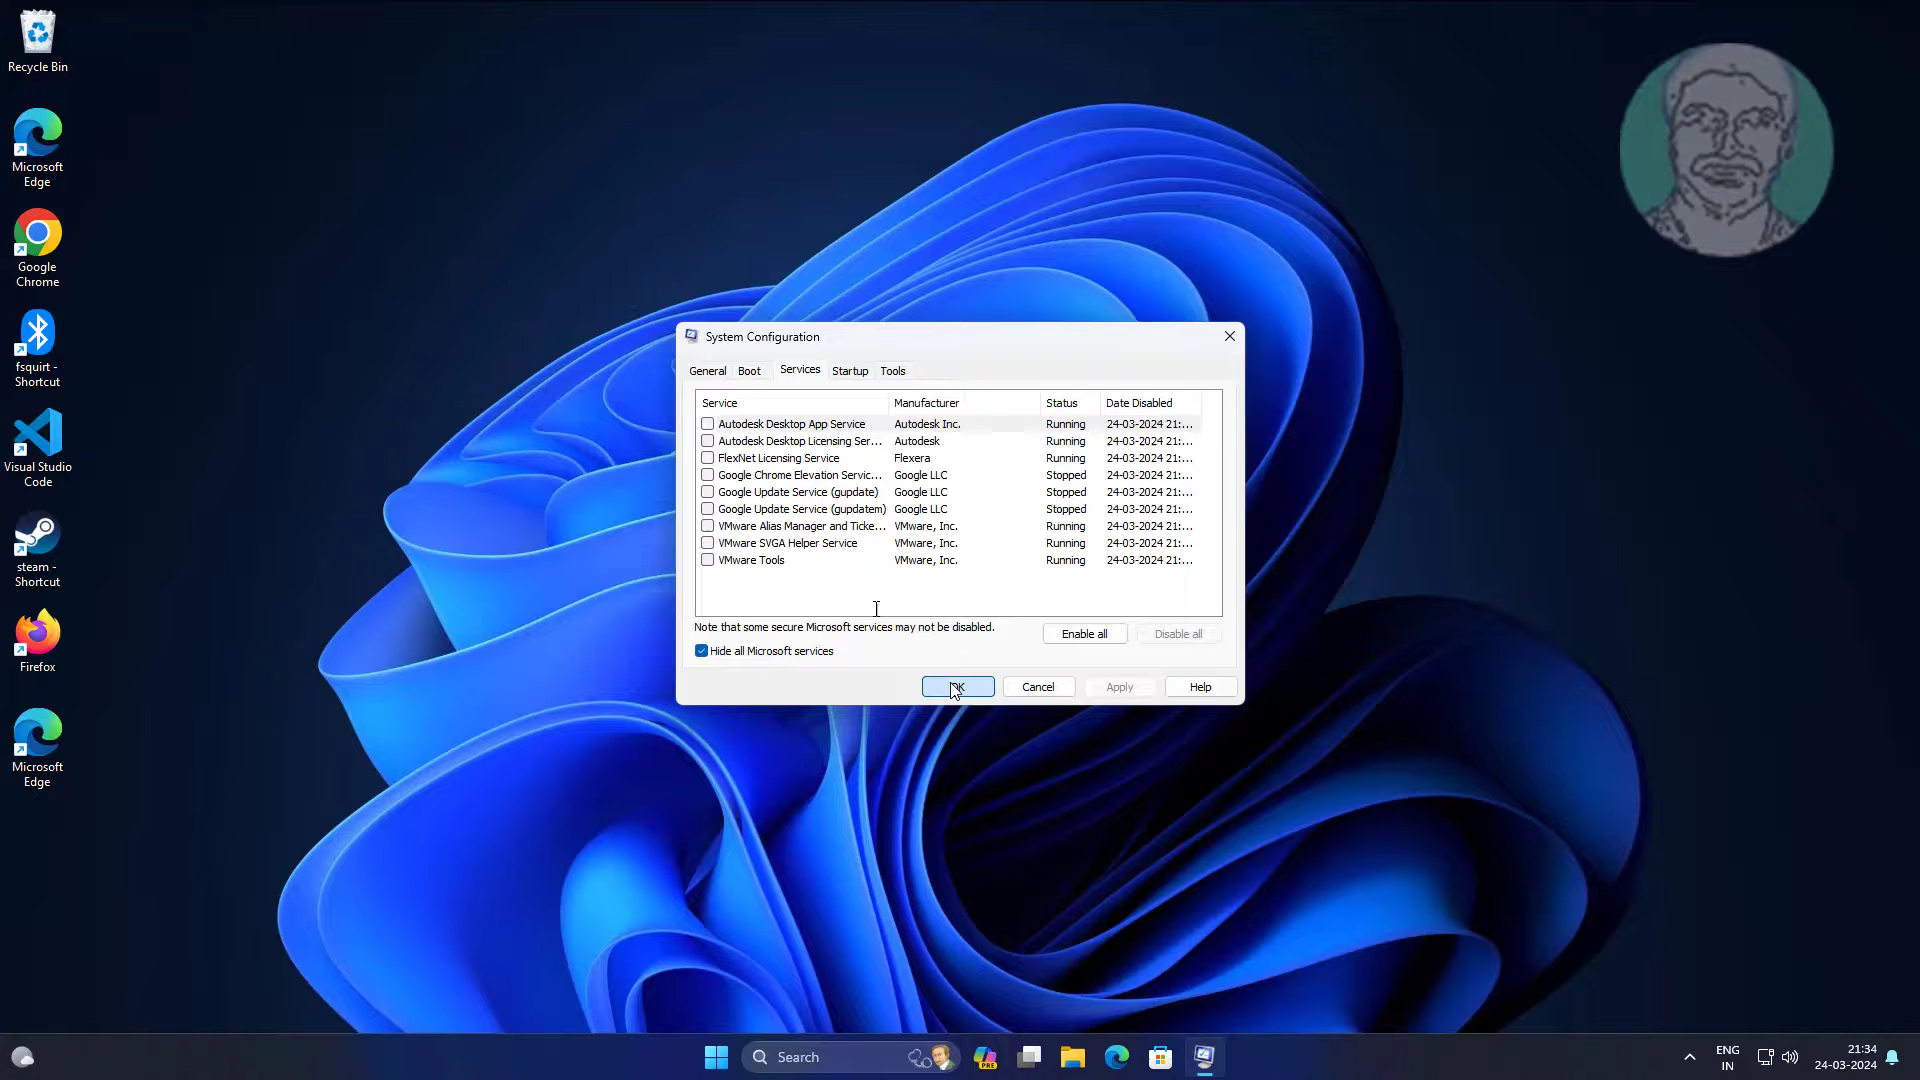 Recycle Bin
Microsoft
Edge
Google
Chrome
fsquirt -
Shortcut
Visual Studio
Code
steam -
Shortcut
Firefox
Microsoft
Edge
System Configuration
General Boot Services Startup Tools
Service Manufacturer Status Date Disabled
Autodesk Desktop App Service Autodesk Inc. Running 24-03-2024 21:...
Autodesk Desktop Licensing Ser... Autodesk Running 24-03-2024 21:...
FlexNet Licensing Service Flexera Running 24-03-2024 21:...
Google Chrome Elevation Servic... Google LLC Stopped 24-03-2024 21:...
Google Update Service (gupdate) Google LLC Stopped 24-03-2024 21:...
Google Update Service (gupdatem) Google LLC Stopped 24-03-2024 21:...
VMware Alias Manager and Ticke... VMware, Inc. Running 24-03-2024 21:...
VMware SVGA Helper Service VMware, Inc. Running 24-03-2024 21:...
VMware Tools VMware, Inc. Running 24-03-2024 21:...
Note that some secure Microsoft services may not be disabled.
Enable all Disable all
Hide all Microsoft services
OK Cancel Apply Help
Search
PRE
ENG
IN
21:34
24-03-2024